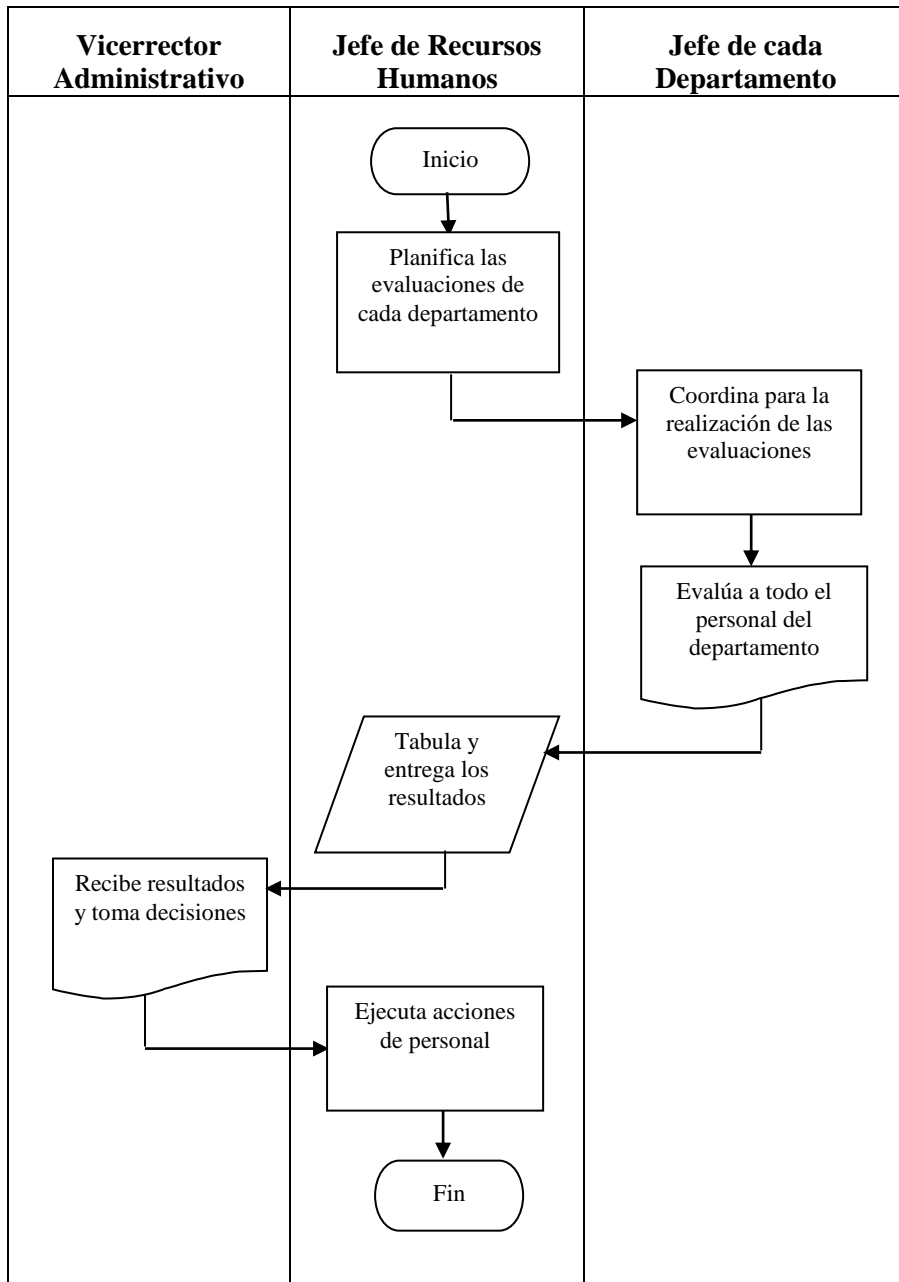 Vicerrector
Administrativo
Jefe de Recursos
Humanos
Jefe de cada
Departamento
Inicio
Planifica las
evaluaciones de
cada departamento
Coordina para la
realización de las
evaluaciones
Evalúa a todo el
personal del
departamento
Tabula y
entrega los
resultados
Recibe resultados
y toma decisiones
Ejecuta acciones
de personal
Fin